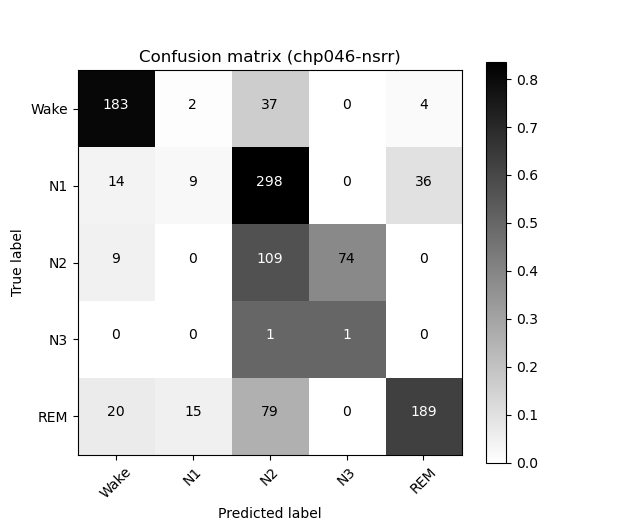 Confusion matrix (chp046-nsrr)
True label
Wake 183 2 37 0 4
N1 14 9 298 0 36
N2 9 0 109 74 0
N3 0 0 1 1 0
REM 20 15 79 0 189
Wake N1 N2 N3 REM
Predicted label
0.8
0.7
0.6
0.5
0.4
0.3
0.2
0.1
0.0